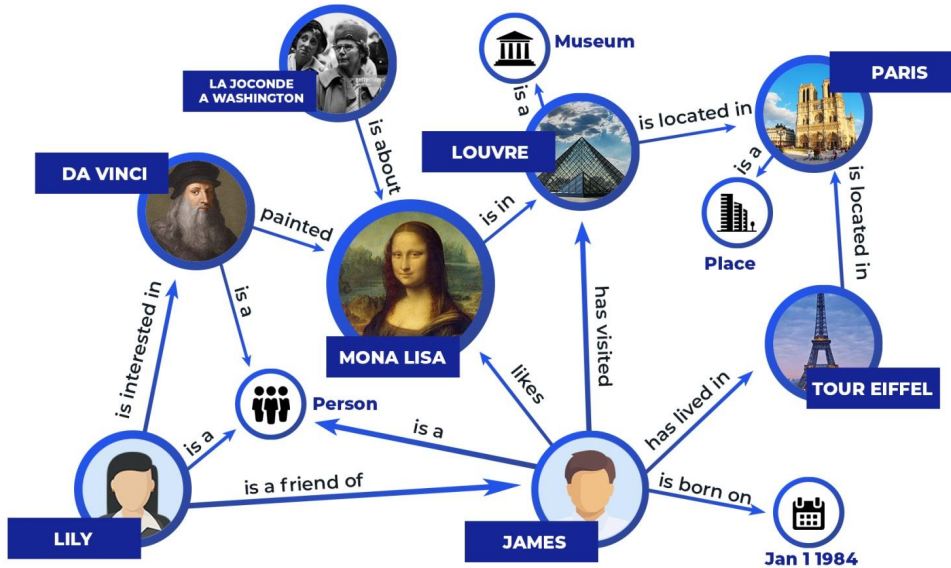 LA JOCONDE
A WASHINGTON
Museum
PARIS
is a
is located in
LOUVRE
is about
is a
DA VINCI
is located in
painted
is in
Place
is a
is interested in
has visited
MONA LISA
likes
TOUR EIFFEL
Person
has lived in
is a
is a
is a friend of
is born on
LILY
JAMES
Jan 1 1984